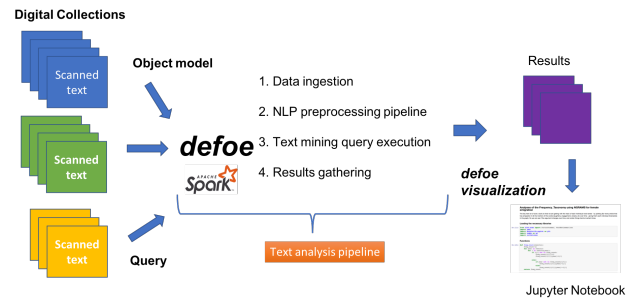 Digital Collections
Scanned
text
Scanned
text
Scanned
text
Object model
Query
defoe
APACHE
Spark
1. Data ingestion
2. NLP preprocessing pipeline
3. Text mining query execution
4. Results gathering
Text analysis pipeline
Results
defoe
visualization
Jupyter Notebook